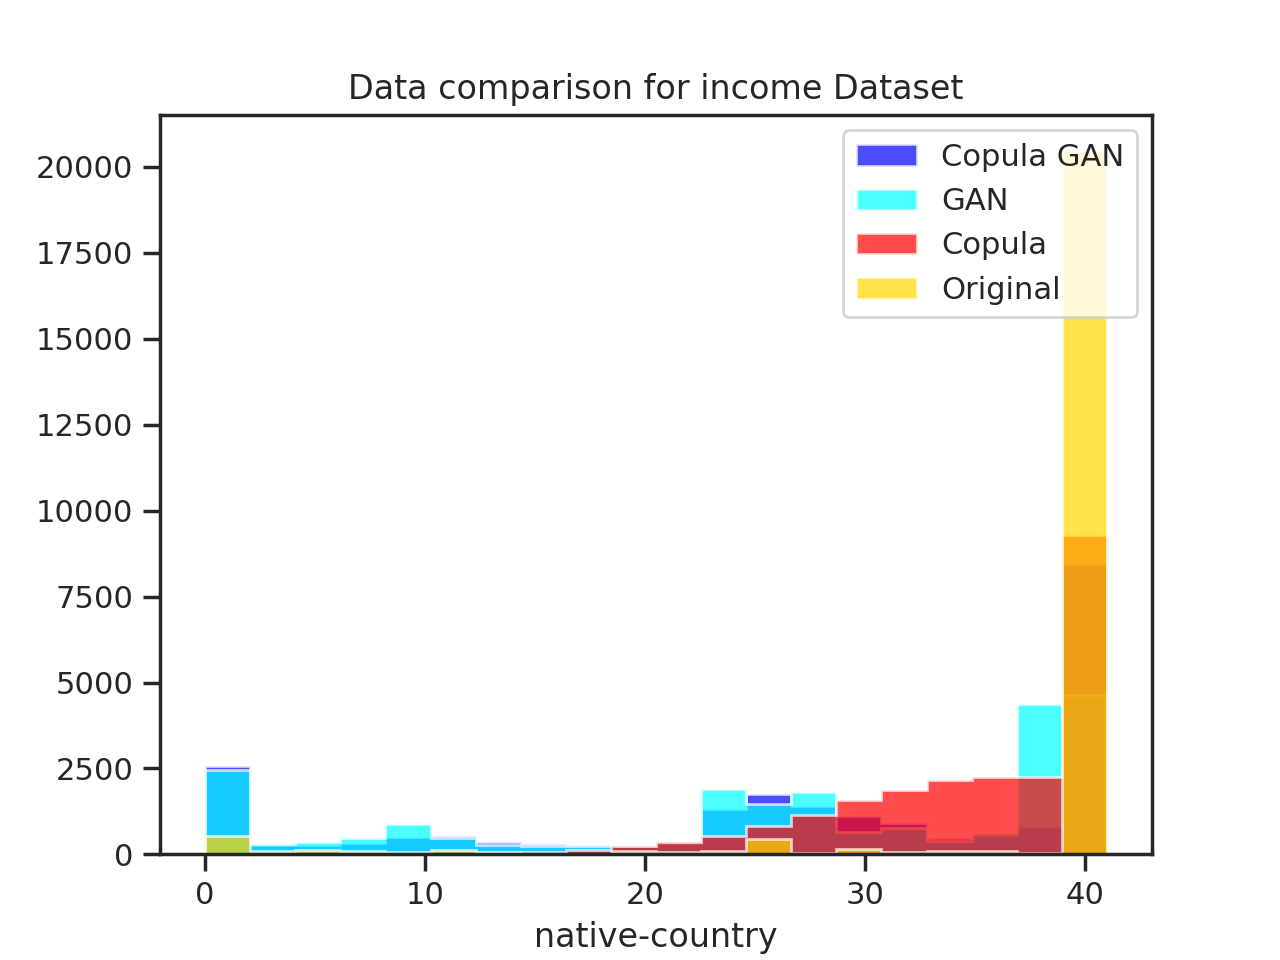 Data comparison for income Dataset
Copula GAN
GAN
Copula
Original
20000
17500
15000
12500
10000
7500
5000
2500
0
0 10 20 30 40
native-country